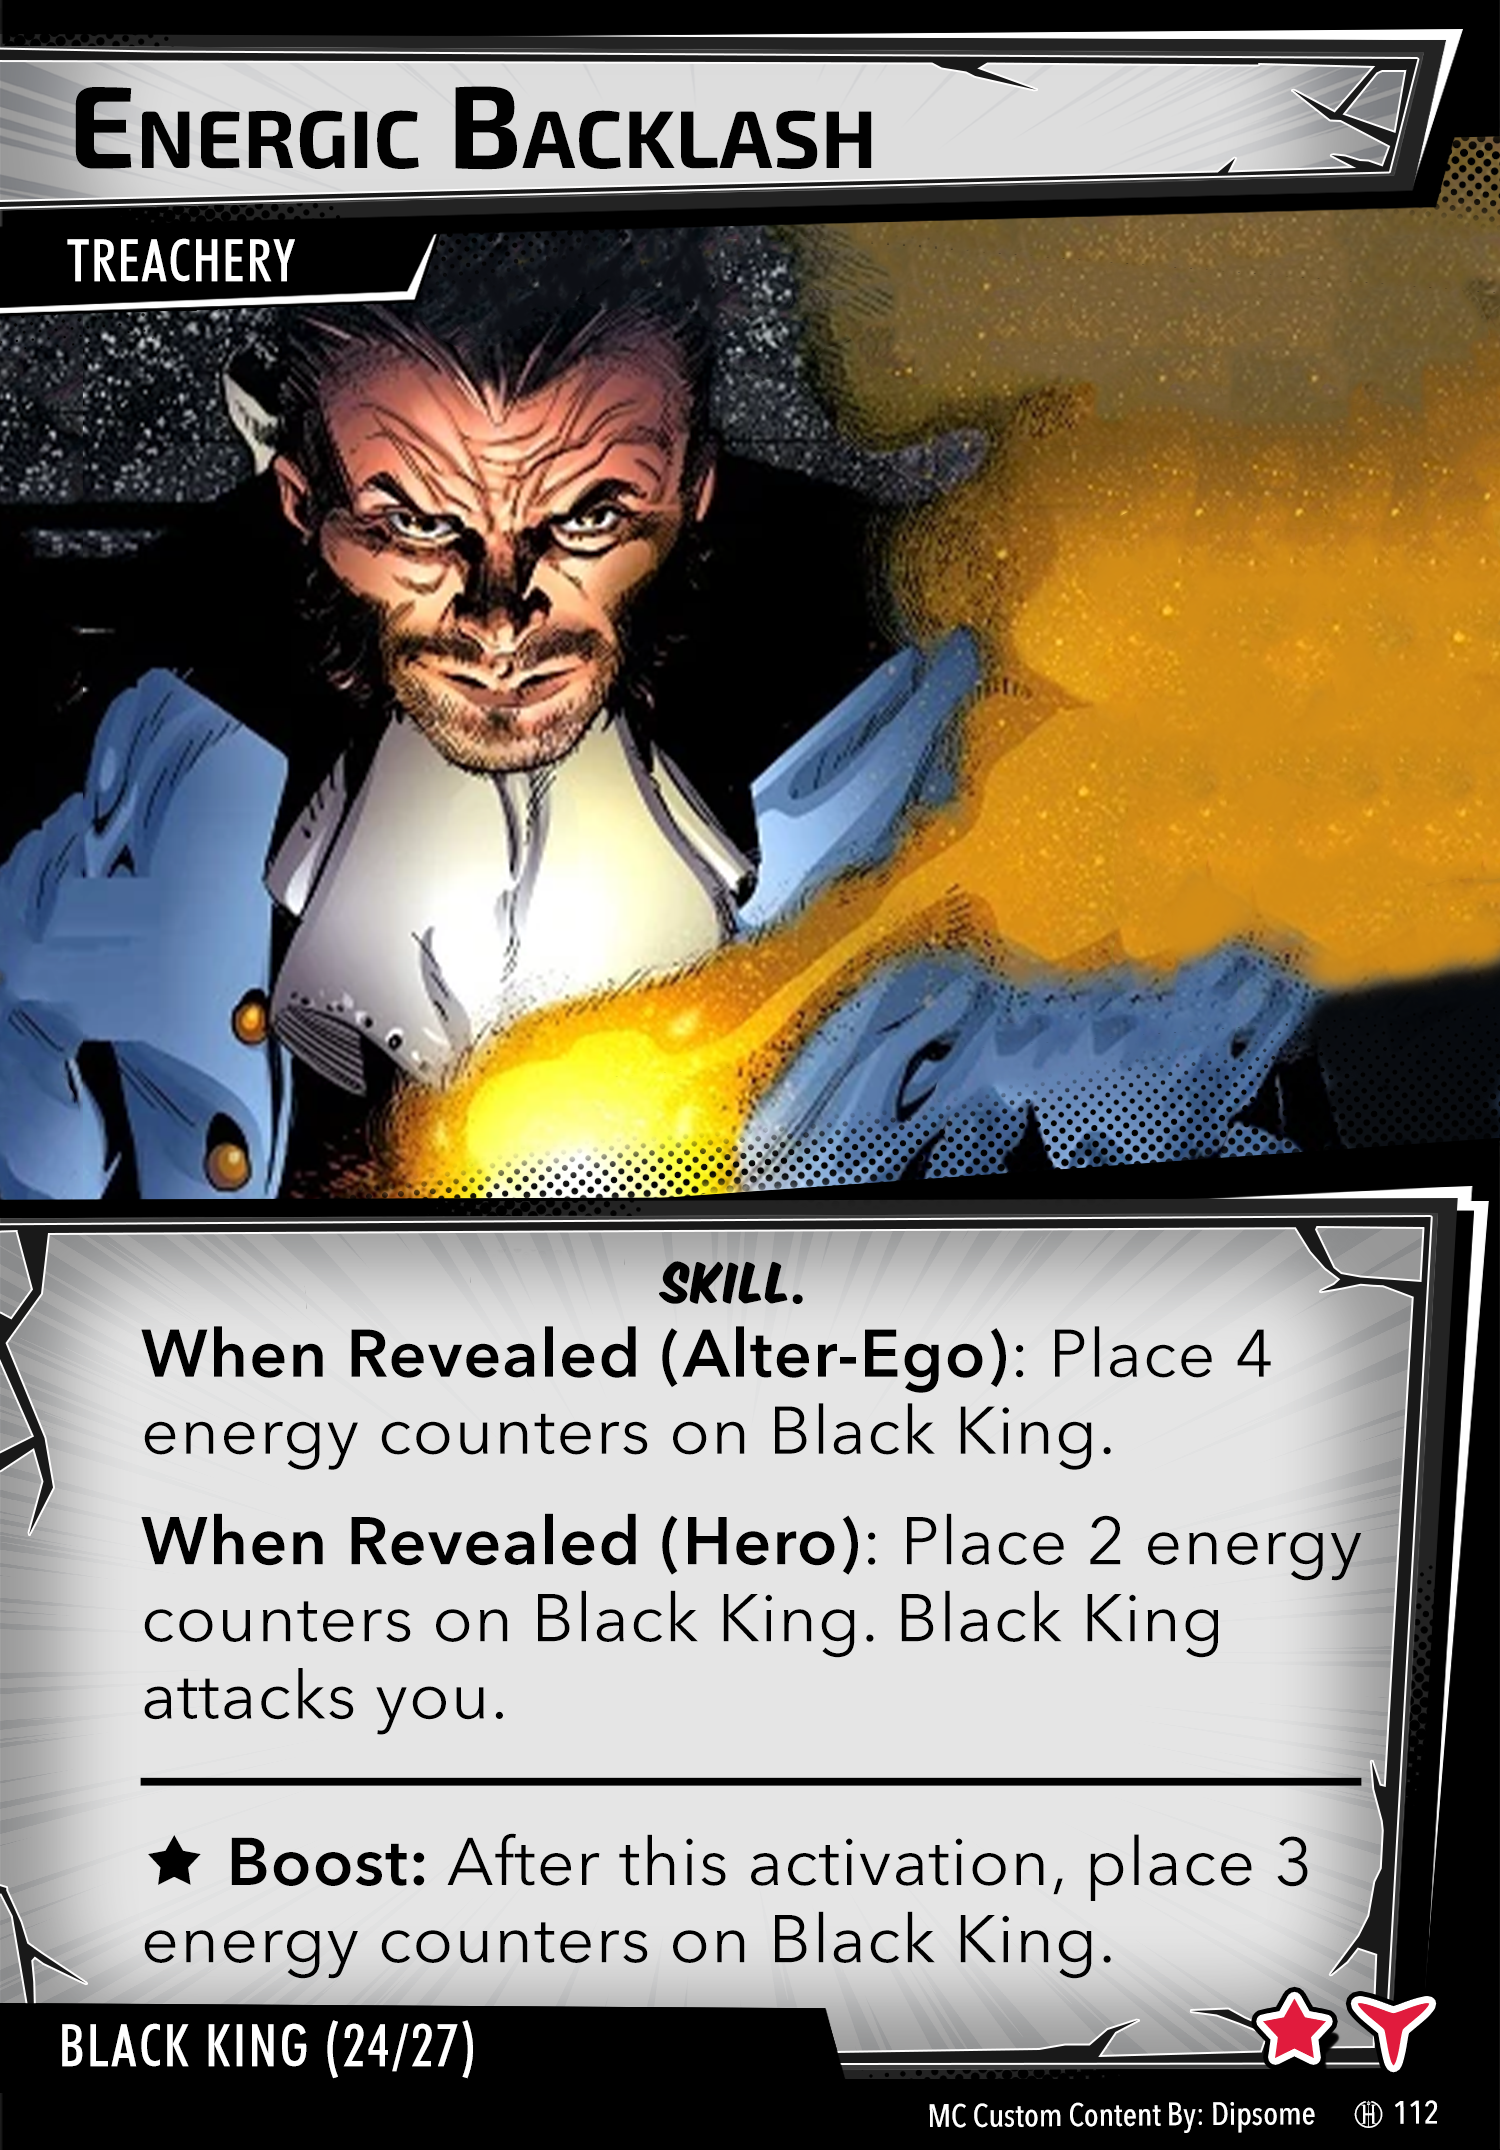 Energic Backlash
TREACHERY
SKILL.
When Revealed (Alter-Ego): Place 4
energy counters on Black King.
When Revealed (Hero): Place 2 energy
counters on Black King. Black King
attacks you.
★ Boost: After this activation, place 3
energy counters on Black King.
BLACK KING (24/27)
MC Custom Content By: Dipsome 112